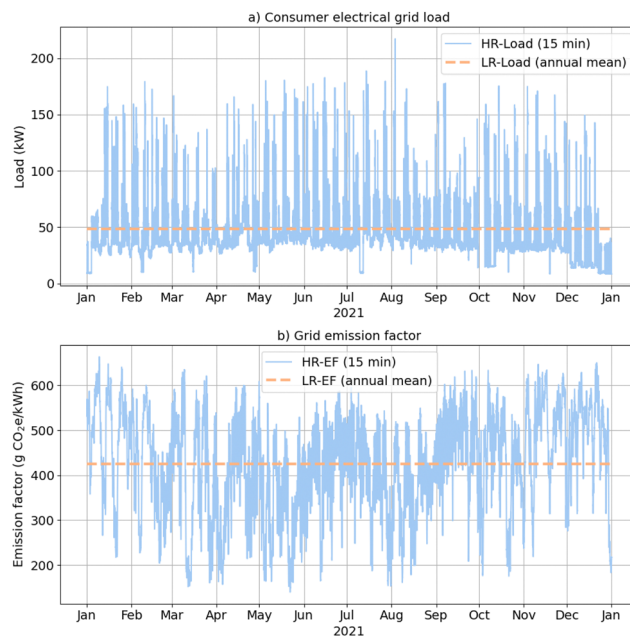 a) Consumer electrical grid load
HR-Load (15 min)
LR-Load (annual mean)
Load (kW)
200
150
100
50
0
Jan Feb Mar Apr May Jun Jul Aug Sep Oct Nov Dec Jan
2021
b) Grid emission factor
HR-EF (15 min)
LR-EF (annual mean)
Emission factor (g CO₂e/kWh)
600
500
400
300
200
Jan Feb Mar Apr May Jun Jul Aug Sep Oct Nov Dec Jan
2021